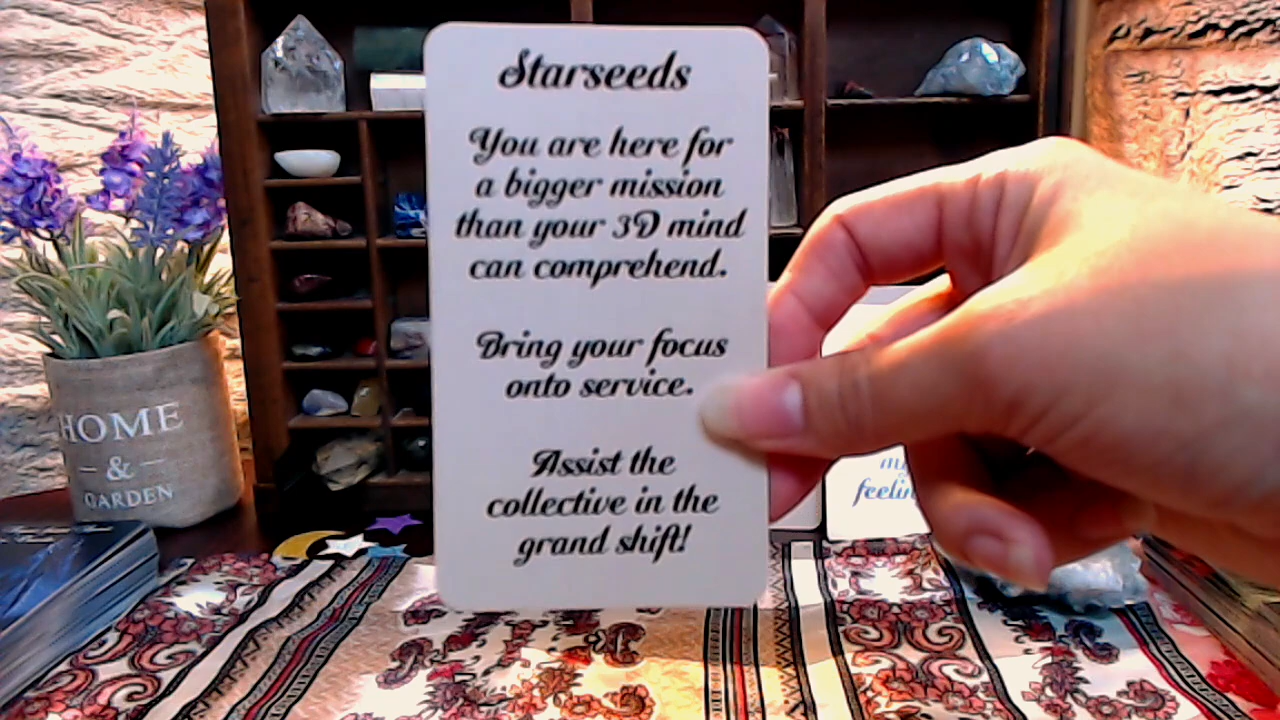 Starseeds
You are here for
a bigger mission
than your 3D mind
can comprehend.
Bring your focus
onto service.
Assist the
collective in the
grand shift!
HOME
&
GARDEN
my